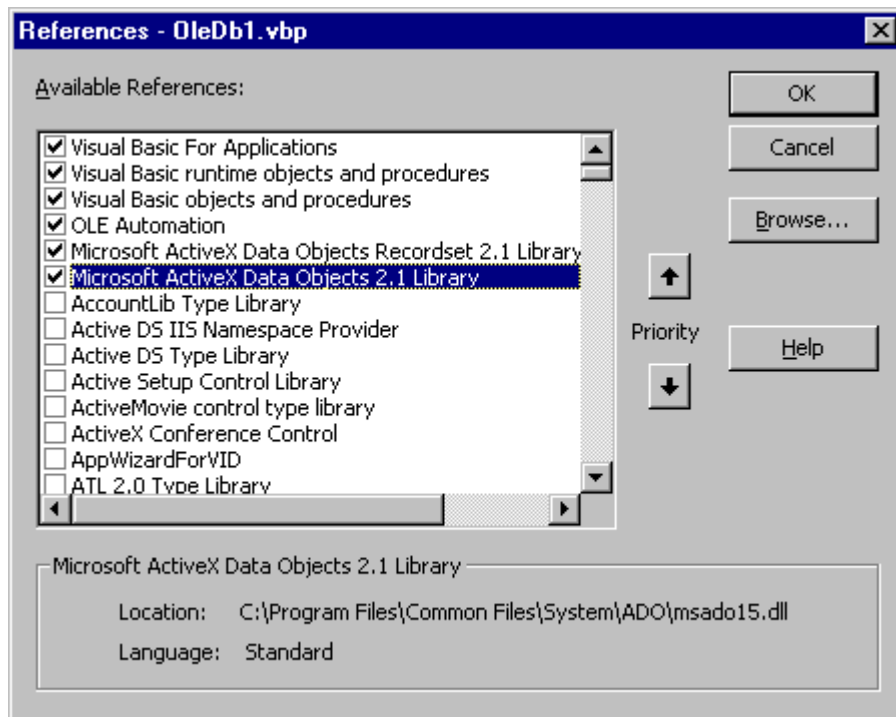 References - OleDb1.vbp
Available References:
OK
Cancel
Browse...
Help
Visual Basic For Applications
Visual Basic runtime objects and procedures
Visual Basic objects and procedures
OLE Automation
Microsoft ActiveX Data Objects Recordset 2.1 Library
Microsoft ActiveX Data Objects 2.1 Library
AccountLib Type Library
Active DS IIS Namespace Provider
Active DS Type Library
Active Setup Control Library
ActiveMovie control type library
ActiveX Conference Control
AppWizardForVID
ATL 2.0 Type Library
Priority
Microsoft ActiveX Data Objects 2.1 Library
Location: C:\Program Files\Common Files\System\ADO\msado15.dll
Language: Standard